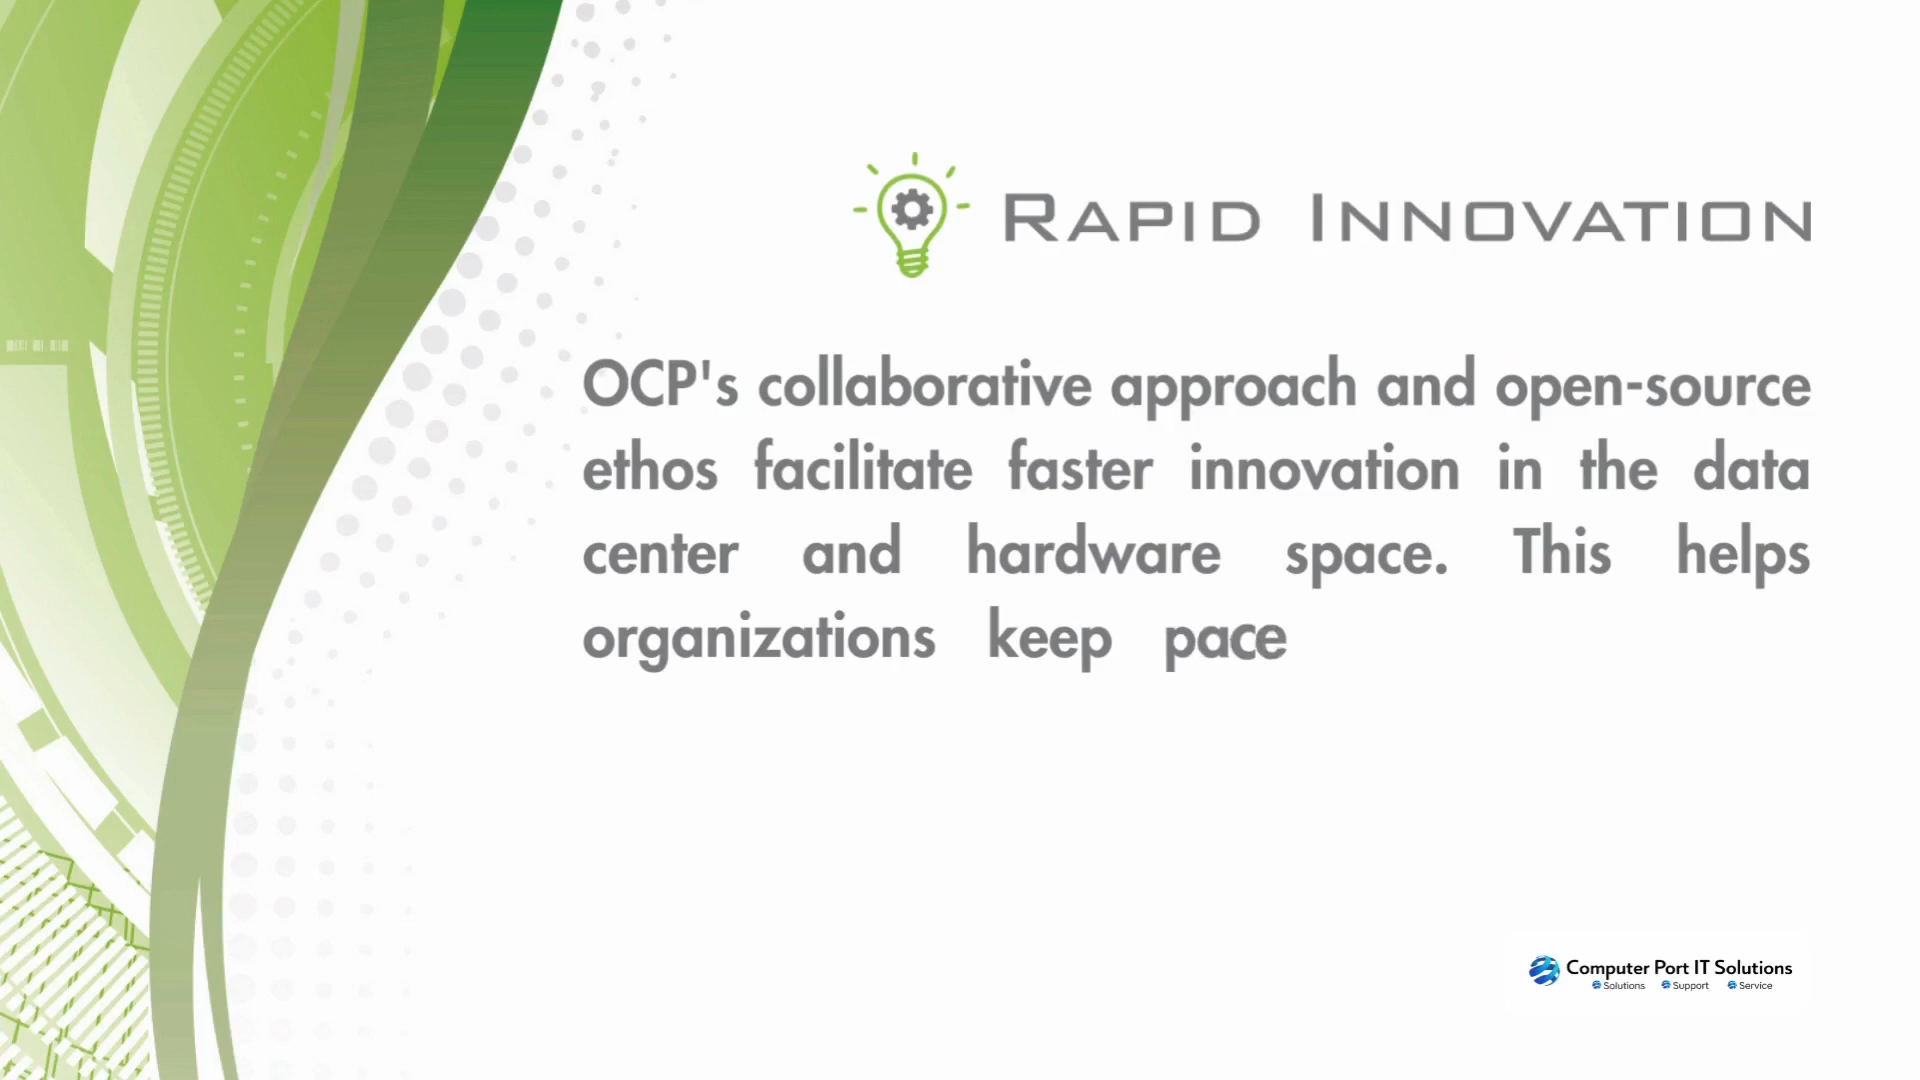 RAPID INNOVATION
OCP's collaborative approach and open-source
ethos facilitate faster innovation in the data
center and hardware space. This helps
organizations keep pace
Computer Port IT Solutions
Solutions Support Service